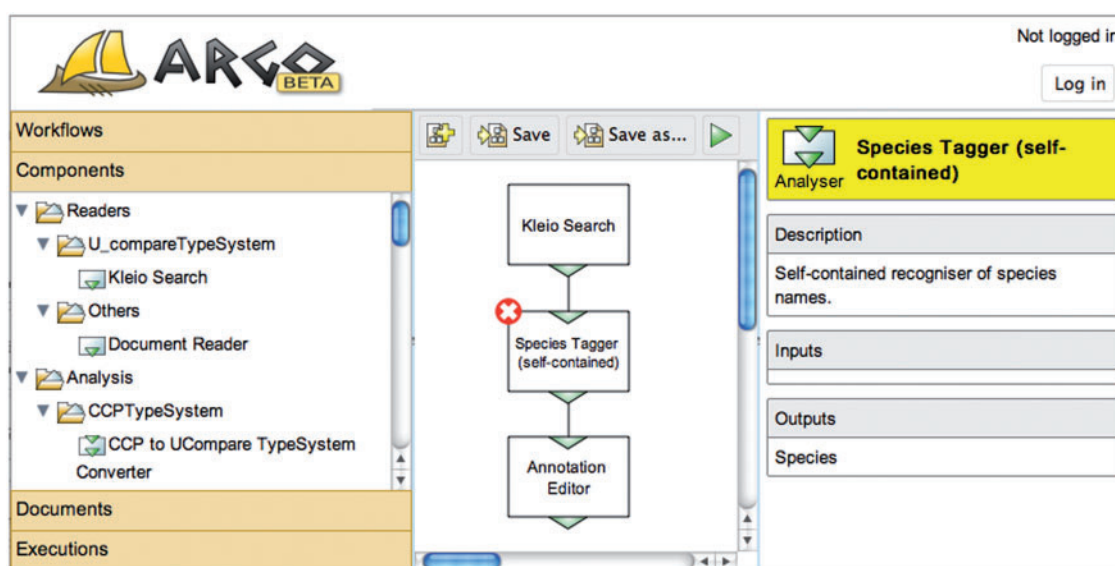 ARGO
BETA
Not logged in
Log in
Workflows
Components
Readers
U_compareTypeSystem
Kleio Search
Others
Document Reader
Analysis
CCPTypeSystem
CCP to UCompare TypeSystem
Converter
Documents
Executions
Save
Save as...
Kleio Search
Species Tagger
(self-contained)
Annotation
Editor
Analyser
Species Tagger (self-
contained)
Description
Self-contained recogniser of species
names.
Inputs
Outputs
Species